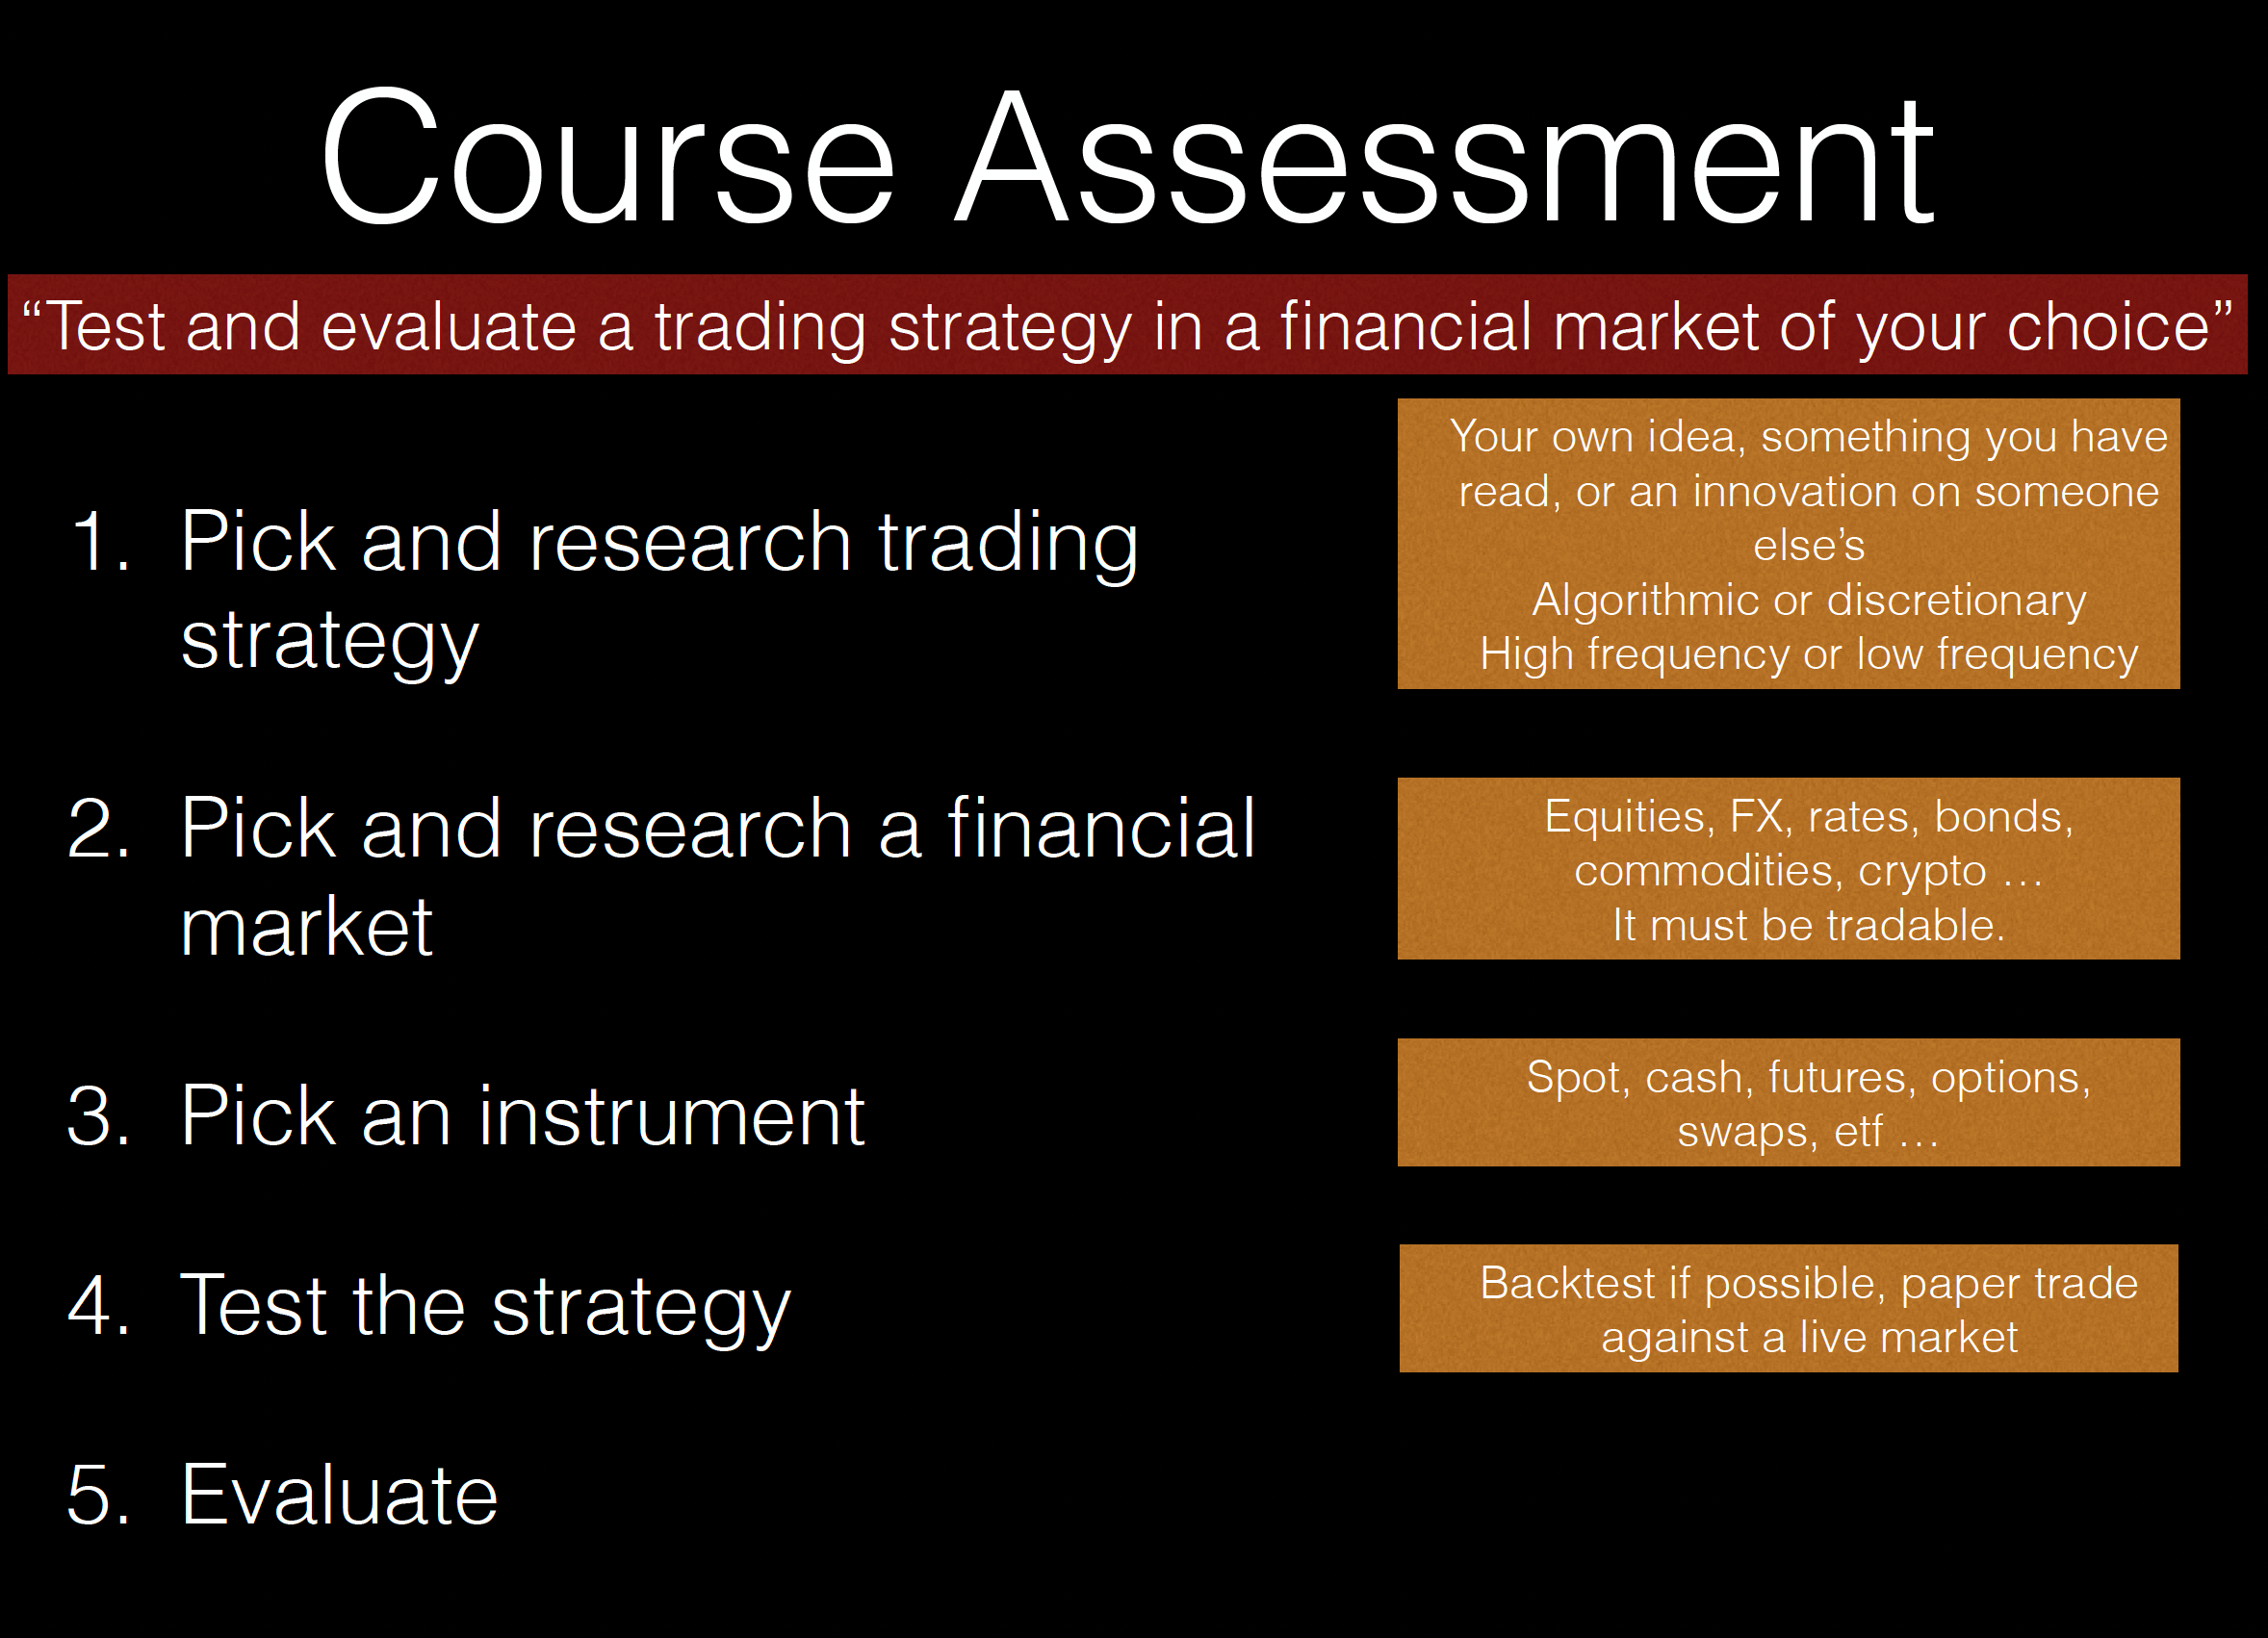 Course Assessment
“Test and evaluate a trading strategy in a financial market of your choice”
1. Pick and research trading
strategy
Your own idea, something you have
read, or an innovation on someone
else’s
Algorithmic or discretionary
High frequency or low frequency
2. Pick and research a financial
market
Equities, FX, rates, bonds,
commodities, crypto …
It must be tradable.
3. Pick an instrument
Spot, cash, futures, options,
swaps, etf …
4. Test the strategy
Backtest if possible, paper trade
against a live market
5. Evaluate